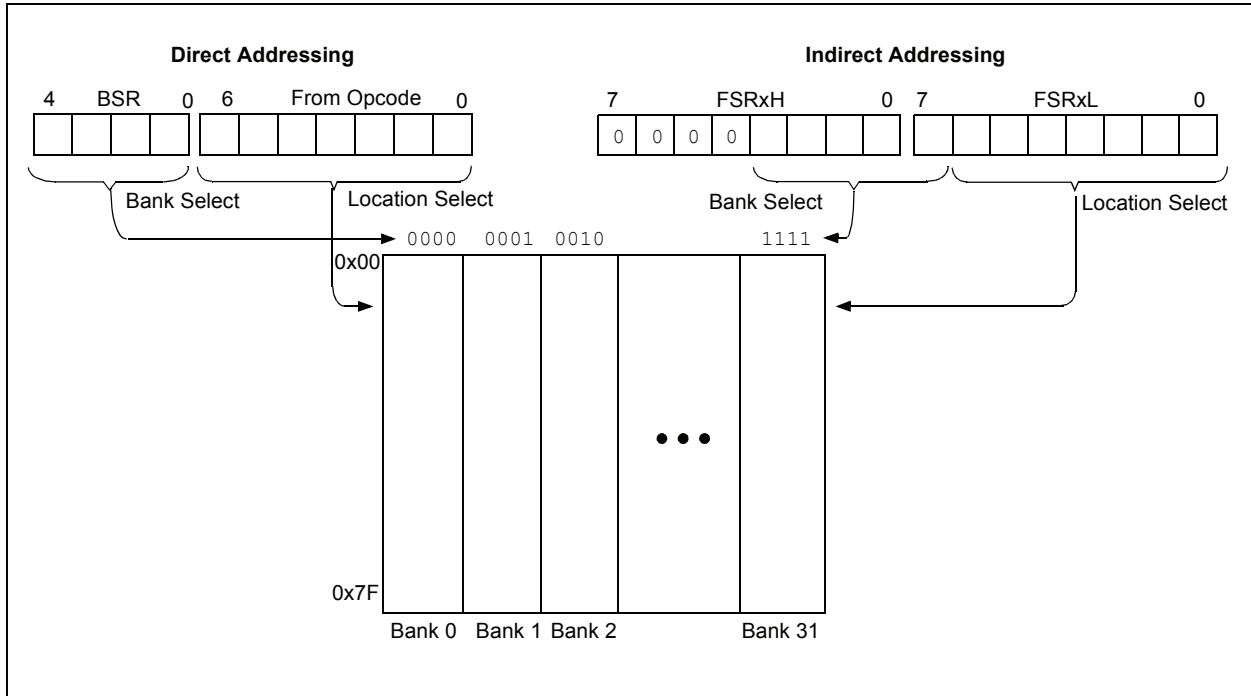 Direct Addressing
Indirect Addressing
4 BSR 0 6 From Opcode 0
7 FSRxH 0 7 FSRxL 0
0 0 0 0
Bank Select
Location Select
Bank Select
Location Select
0000 0001 0010 1111
0x00
0x7F
Bank 0 Bank 1 Bank 2 Bank 31